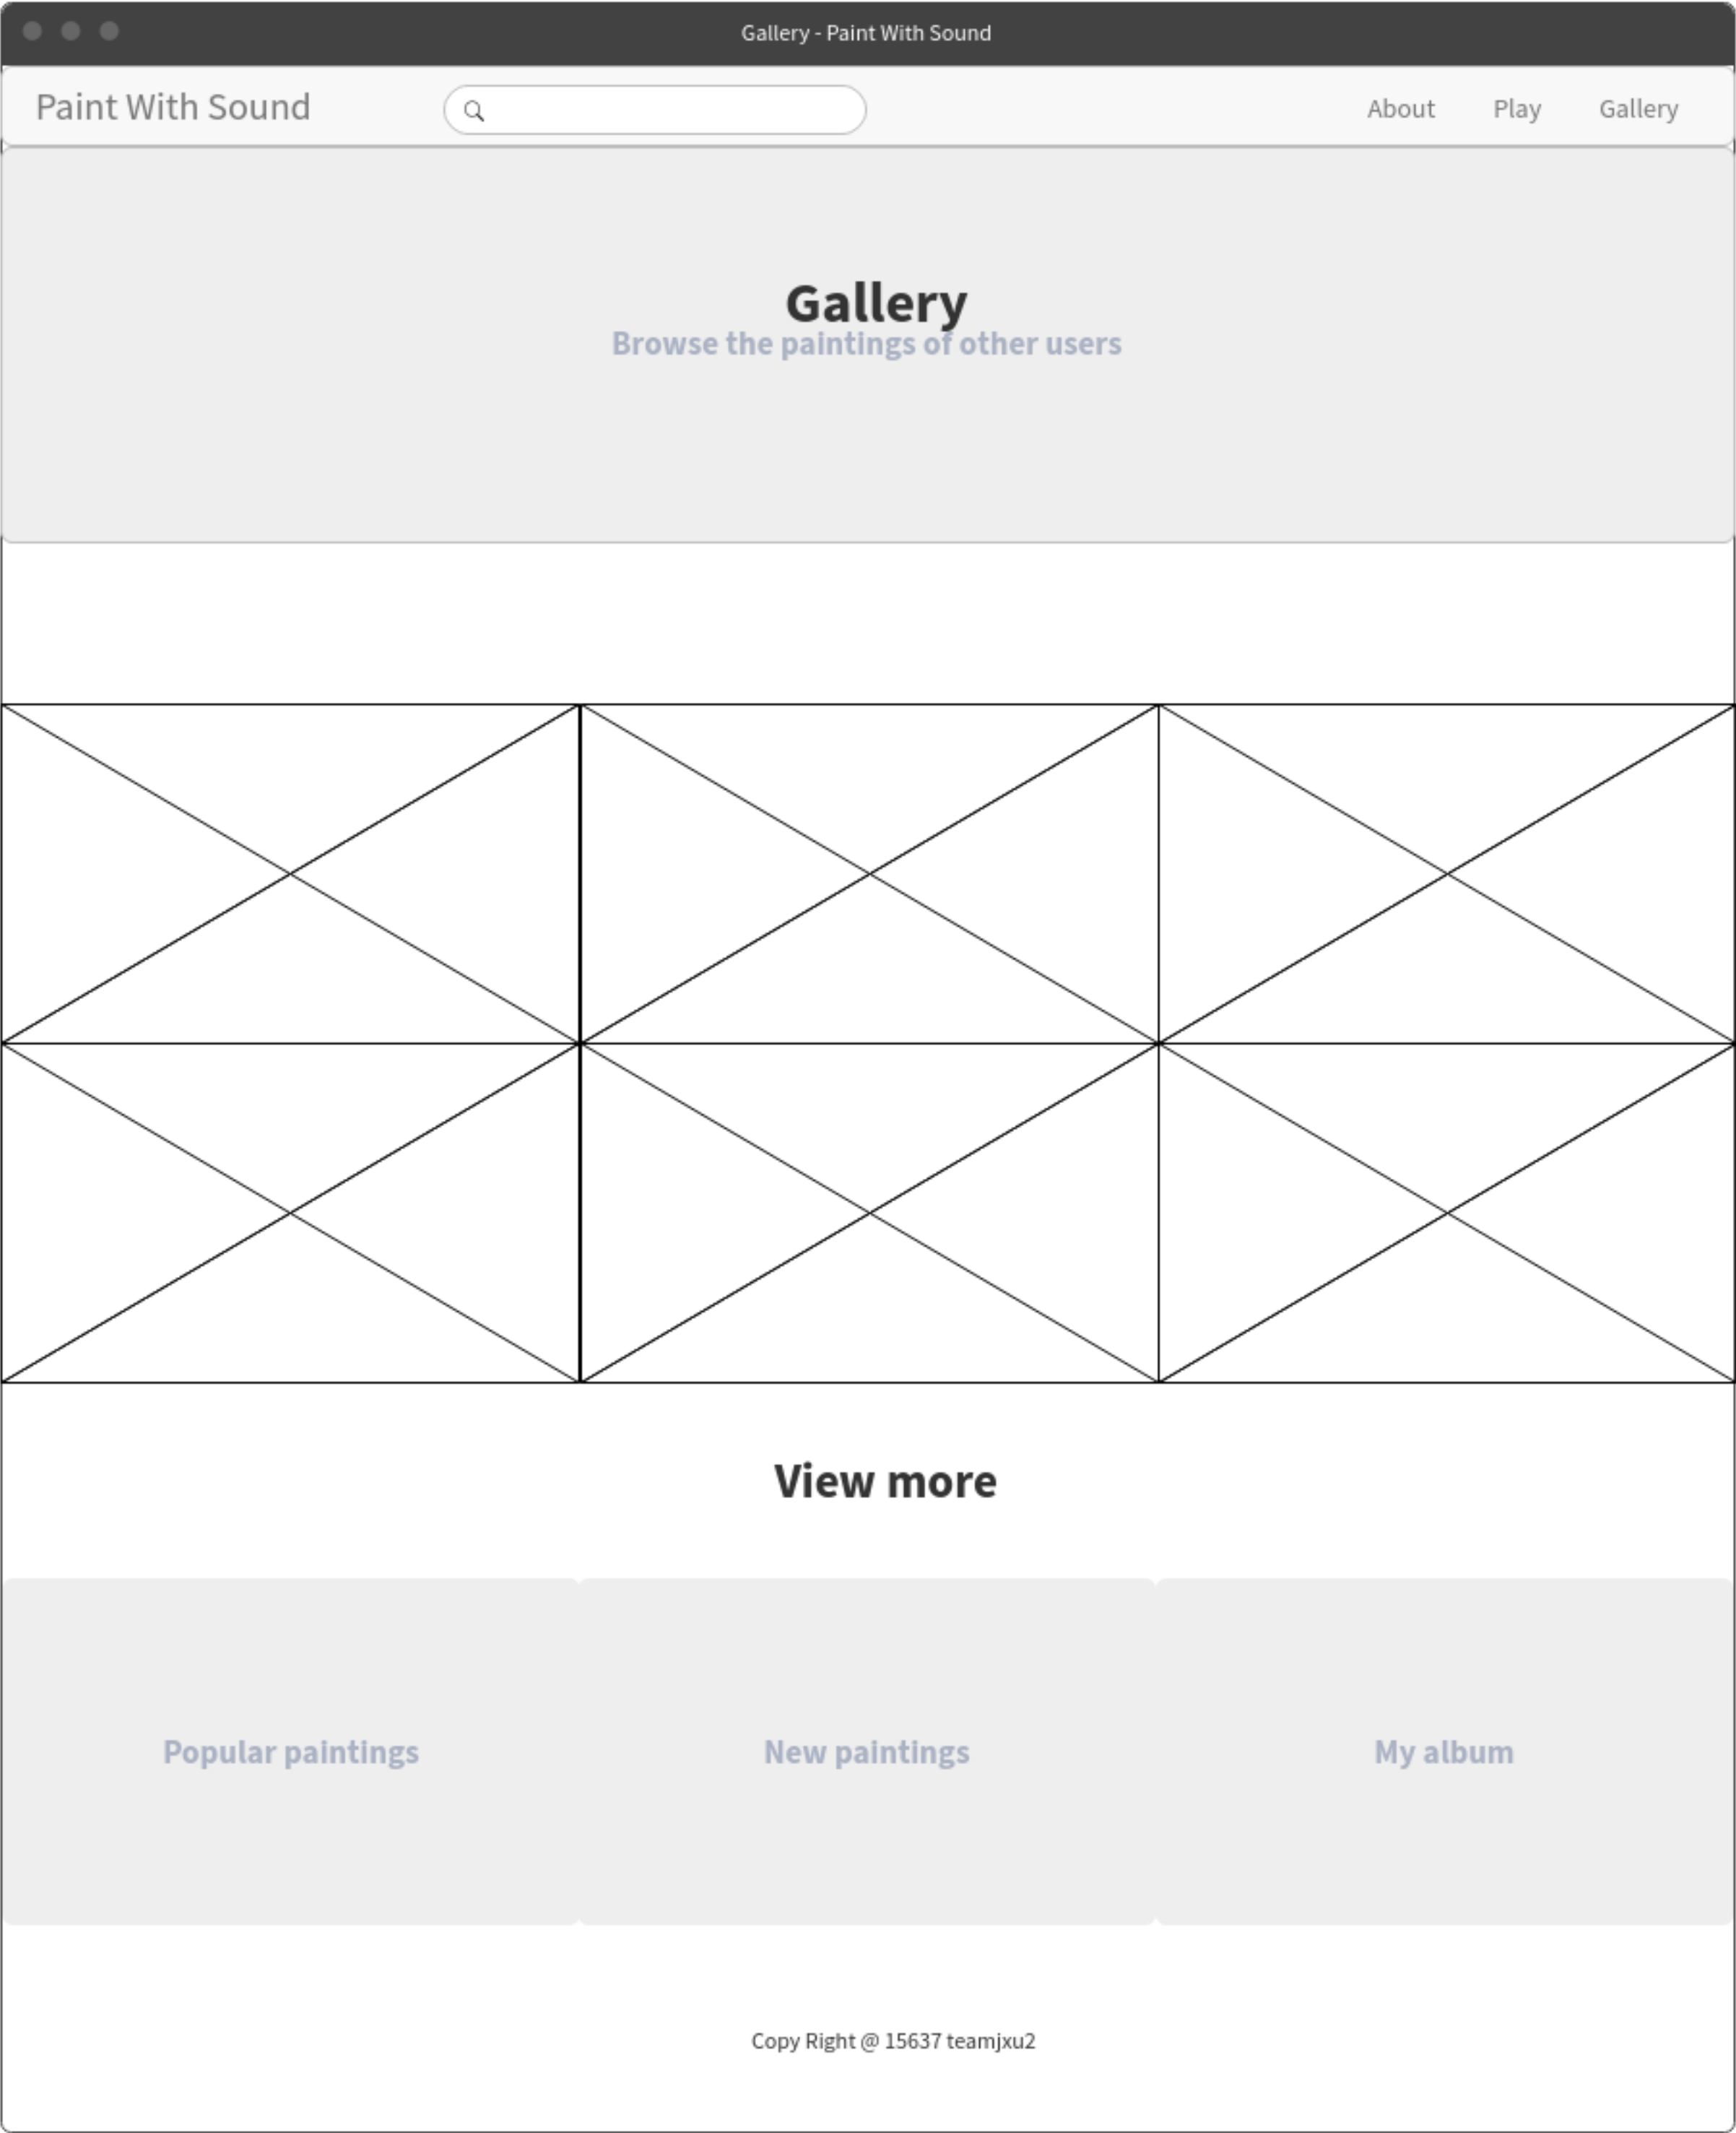 Gallery - Paint With Sound
Paint With Sound
About Play Gallery
Gallery
Browse the paintings of other users
View more
Popular paintings New paintings My album
Copy Right @ 15637 teamjxu2